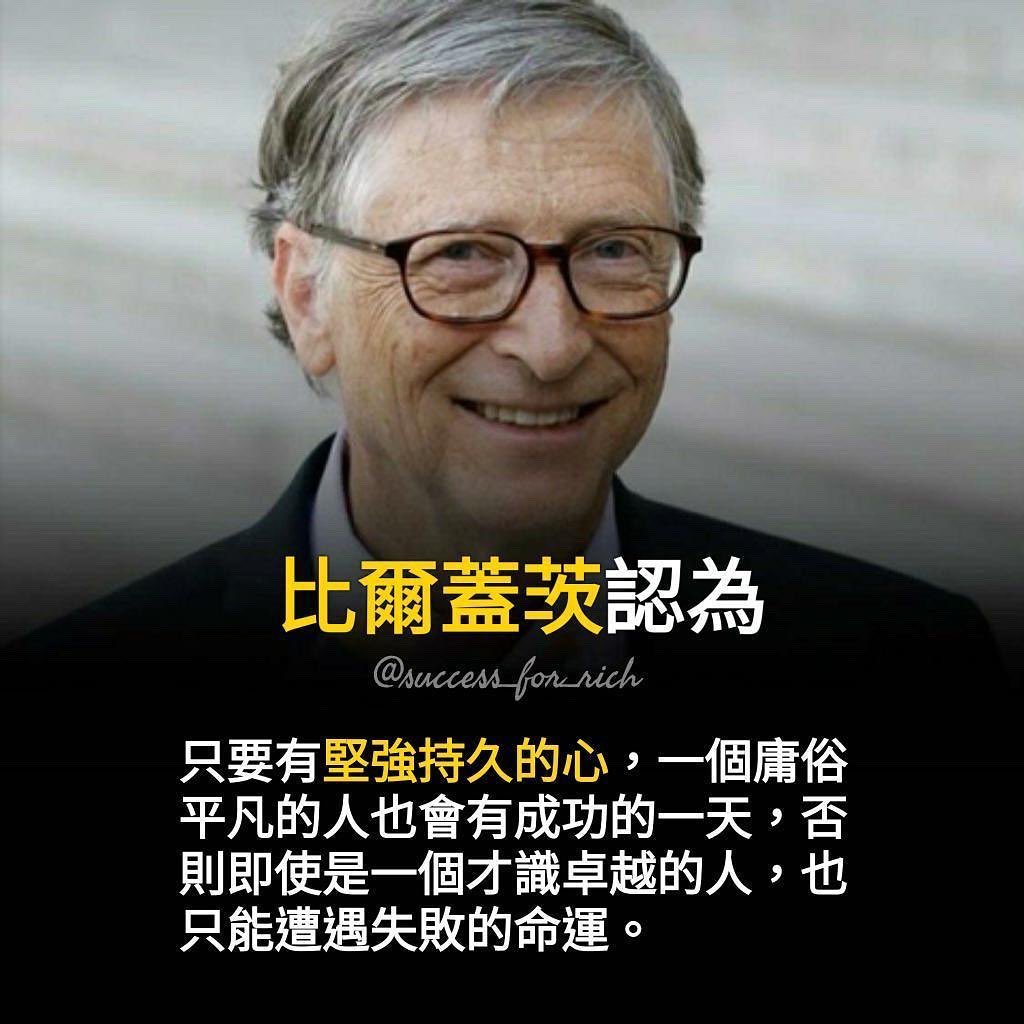 比爾蓋茨認為
@success_for_rich
只要有堅強持久的心，一個庸俗
平凡的人也會有成功的一天，否
則即使是一個才識卓越的人，也
只能遭遇失敗的命運。